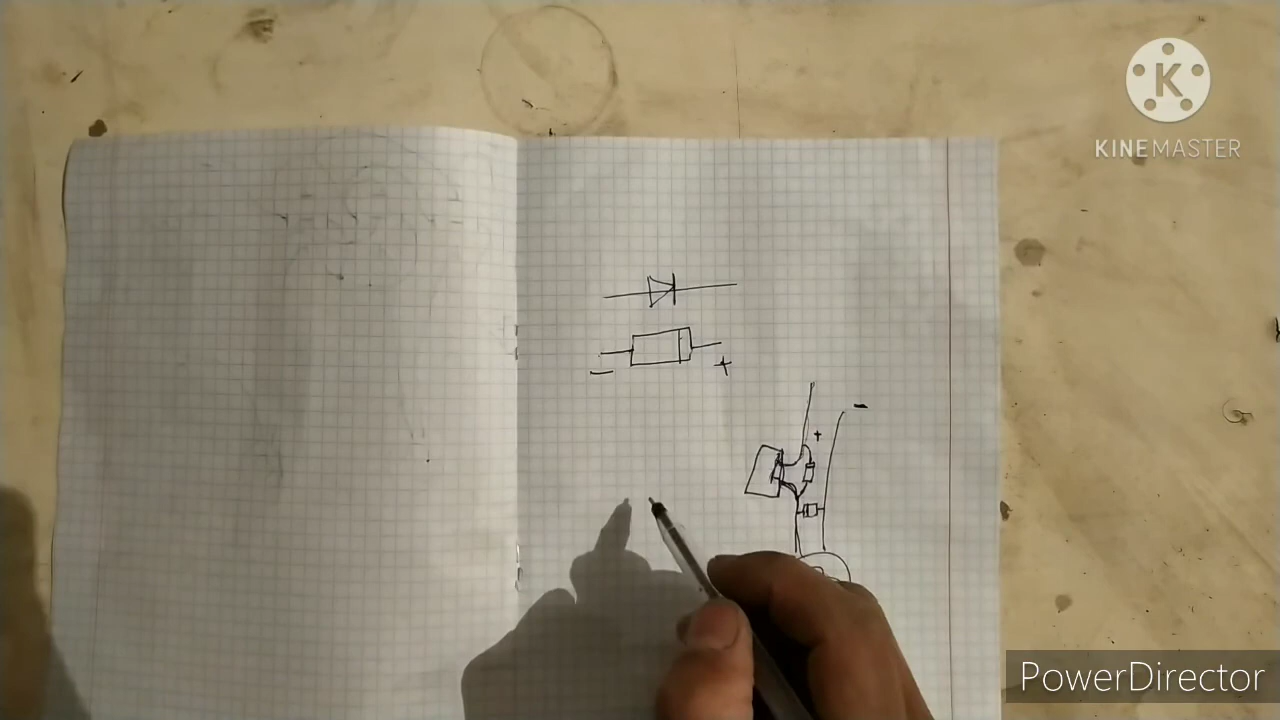 K
KINEMASTER
− +
+ -
PowerDirector